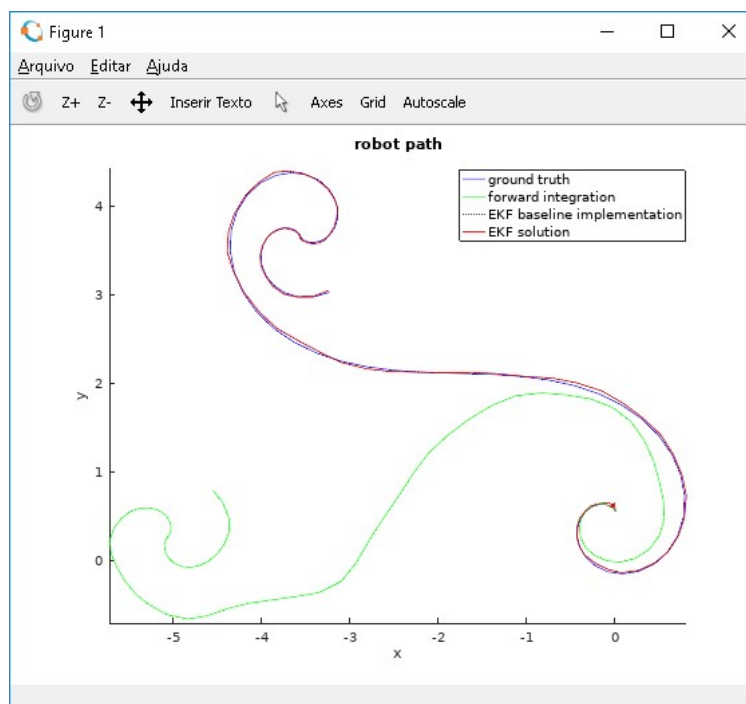 Figure 1
Arquivo Editar Ajuda
Z+ Z- Inserir Texto Axes Grid Autoscale
robot path
ground truth
forward integration
EKF baseline implementation
EKF solution
4
3
2
1
0
y
-5 -4 -3 -2 -1 0
x